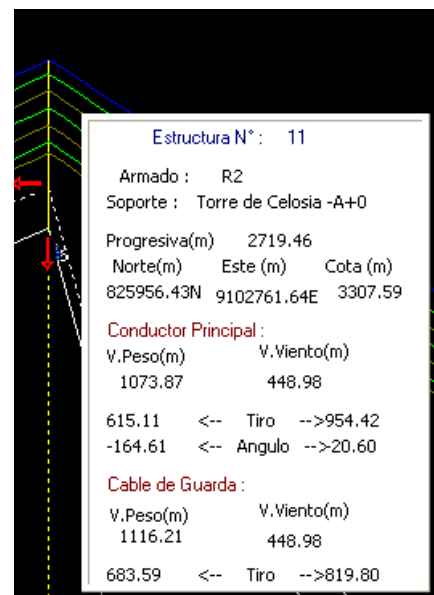 Estructura N° : 11
Armado : R2
Soporte : Torre de Celosia -A+0
Progresiva(m) 2719.46
Norte(m) Este (m) Cota (m)
825956.43N 9102761.64E 3307.59
Conductor Principal :
V.Peso(m) V.Viento(m)
1073.87 448.98
615.11 <-- Tiro -->954.42
-164.61 <-- Angulo -->20.60
Cable de Guarda :
V.Peso(m) V.Viento(m)
1116.21 448.98
683.59 <-- Tiro -->819.80